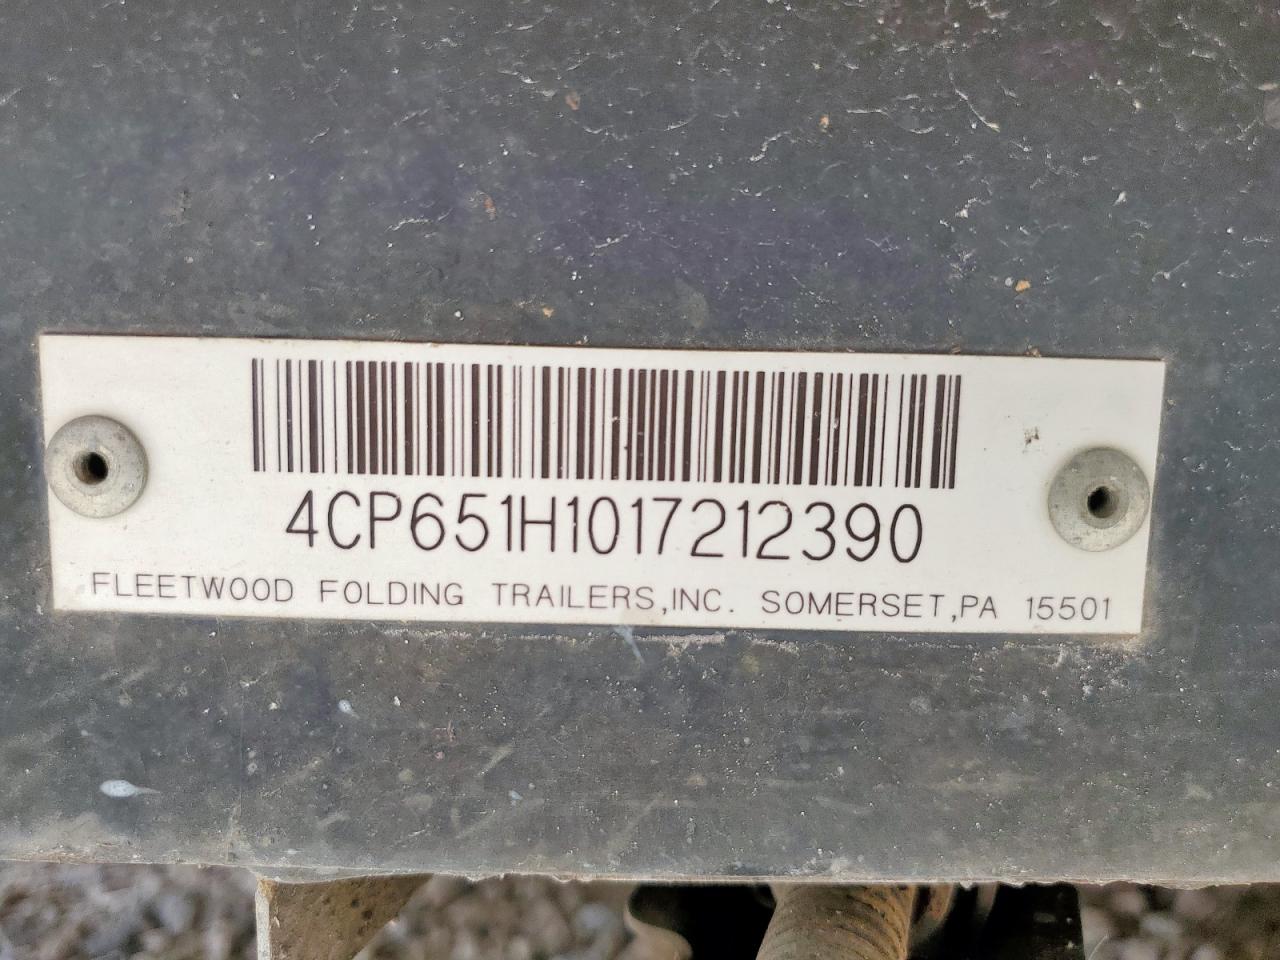 4CP651H1017212390
FLEETWOOD FOLDING TRAILERS,INC. SOMERSET,PA 15501